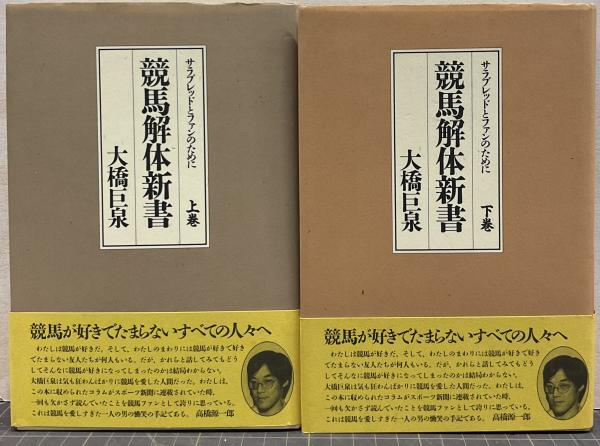 サラブレッドとファンのために
競馬解体新書
上巻
大橋巨泉
競馬が好きでたまらないすべての人々へ
わたしは競馬が好きだ。そして、わたしのまわりには競馬が好きで好き
でたまらない友人たちが何人もいる。だが、かれらと話してみてもどう
してそんなに競馬が好きになってしまったのかは結局わからない。
大橋巨泉は気も狂わんばかりに競馬を愛した人間だった。わたしは、
この本に収められたコラムがスポーツ新聞に連載されていた時、
一回も欠かさず読んでいたことを競馬ファンとして誇りに思っている。
これは競馬を愛しすぎた一人の男の慟哭の手記である。 高橋源一郎
サラブレッドとファンのために
競馬解体新書
下巻
大橋巨泉
競馬が好きでたまらないすべての人々へ
わたしは競馬が好きだ。そして、わたしのまわりには競馬が好きで好き
でたまらない友人たちが何人もいる。だが、かれらと話してみてもどう
してそんなに競馬が好きになってしまったのかは結局わからない。
大橋巨泉は気も狂わんばかりに競馬を愛した人間だった。わたしは、
この本に収められたコラムがスポーツ新聞に連載されていた時、
一回も欠かさず読んでいたことを競馬ファンとして誇りに思っている。
これは競馬を愛しすぎた一人の男の慟哭の手記である。 高橋源一郎